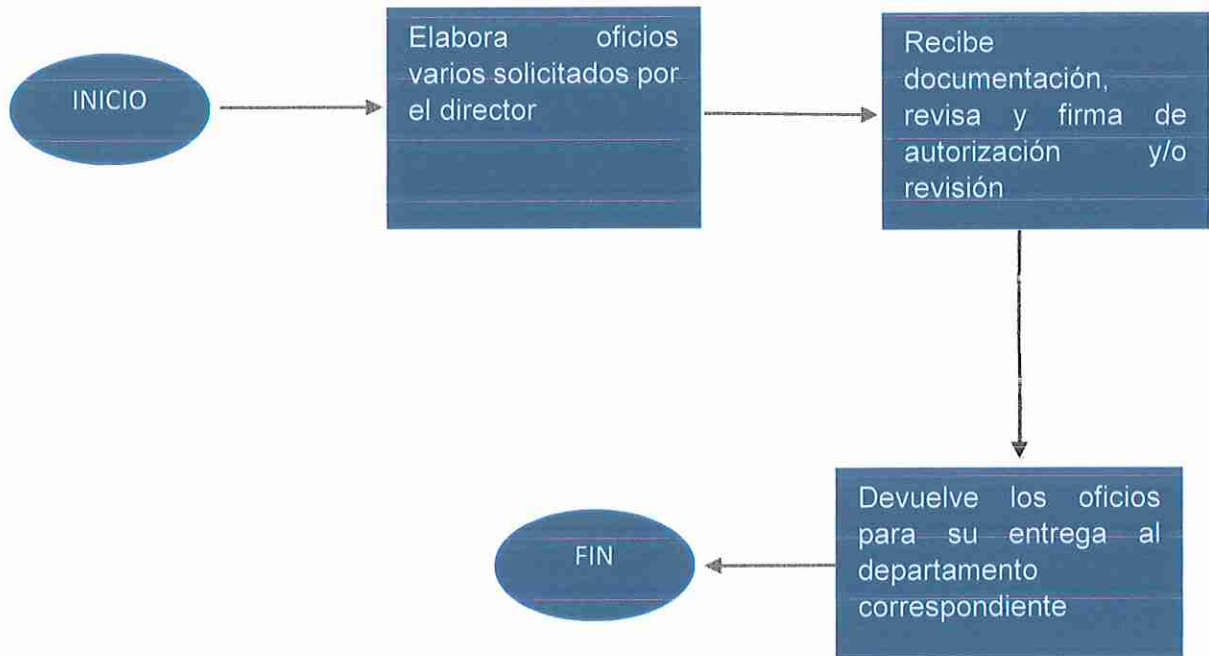 INICIO
Elabora oficios
varios solicitados por
el director
Recibe
documentación,
revisa y firma de
autorización y/o
revisión
Devuelve los oficios
para su entrega al
departamento
correspondiente
FIN